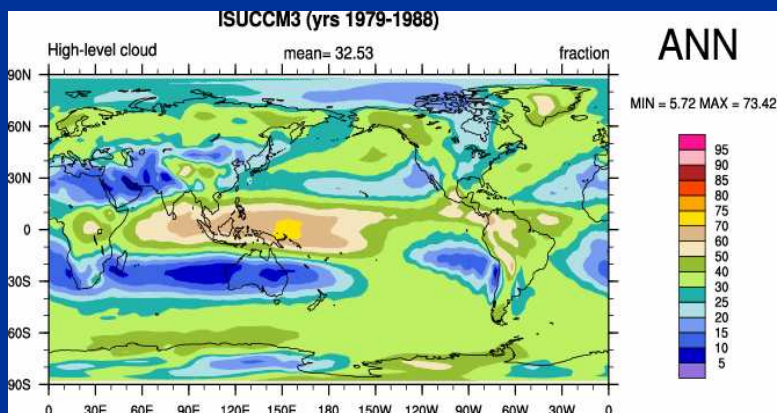 ISUCCM3 (yrs 1979-1988)
High-level cloud mean= 32.53 fraction
ANN
MIN = 5.72 MAX = 73.42
90N
60N
30N
0
30S
60S
90S
0 30E 60E 90E 120E 150E 180 150W 120W 90W 60W 30W 0
95
90
85
80
75
70
60
50
40
30
25
20
15
10
5